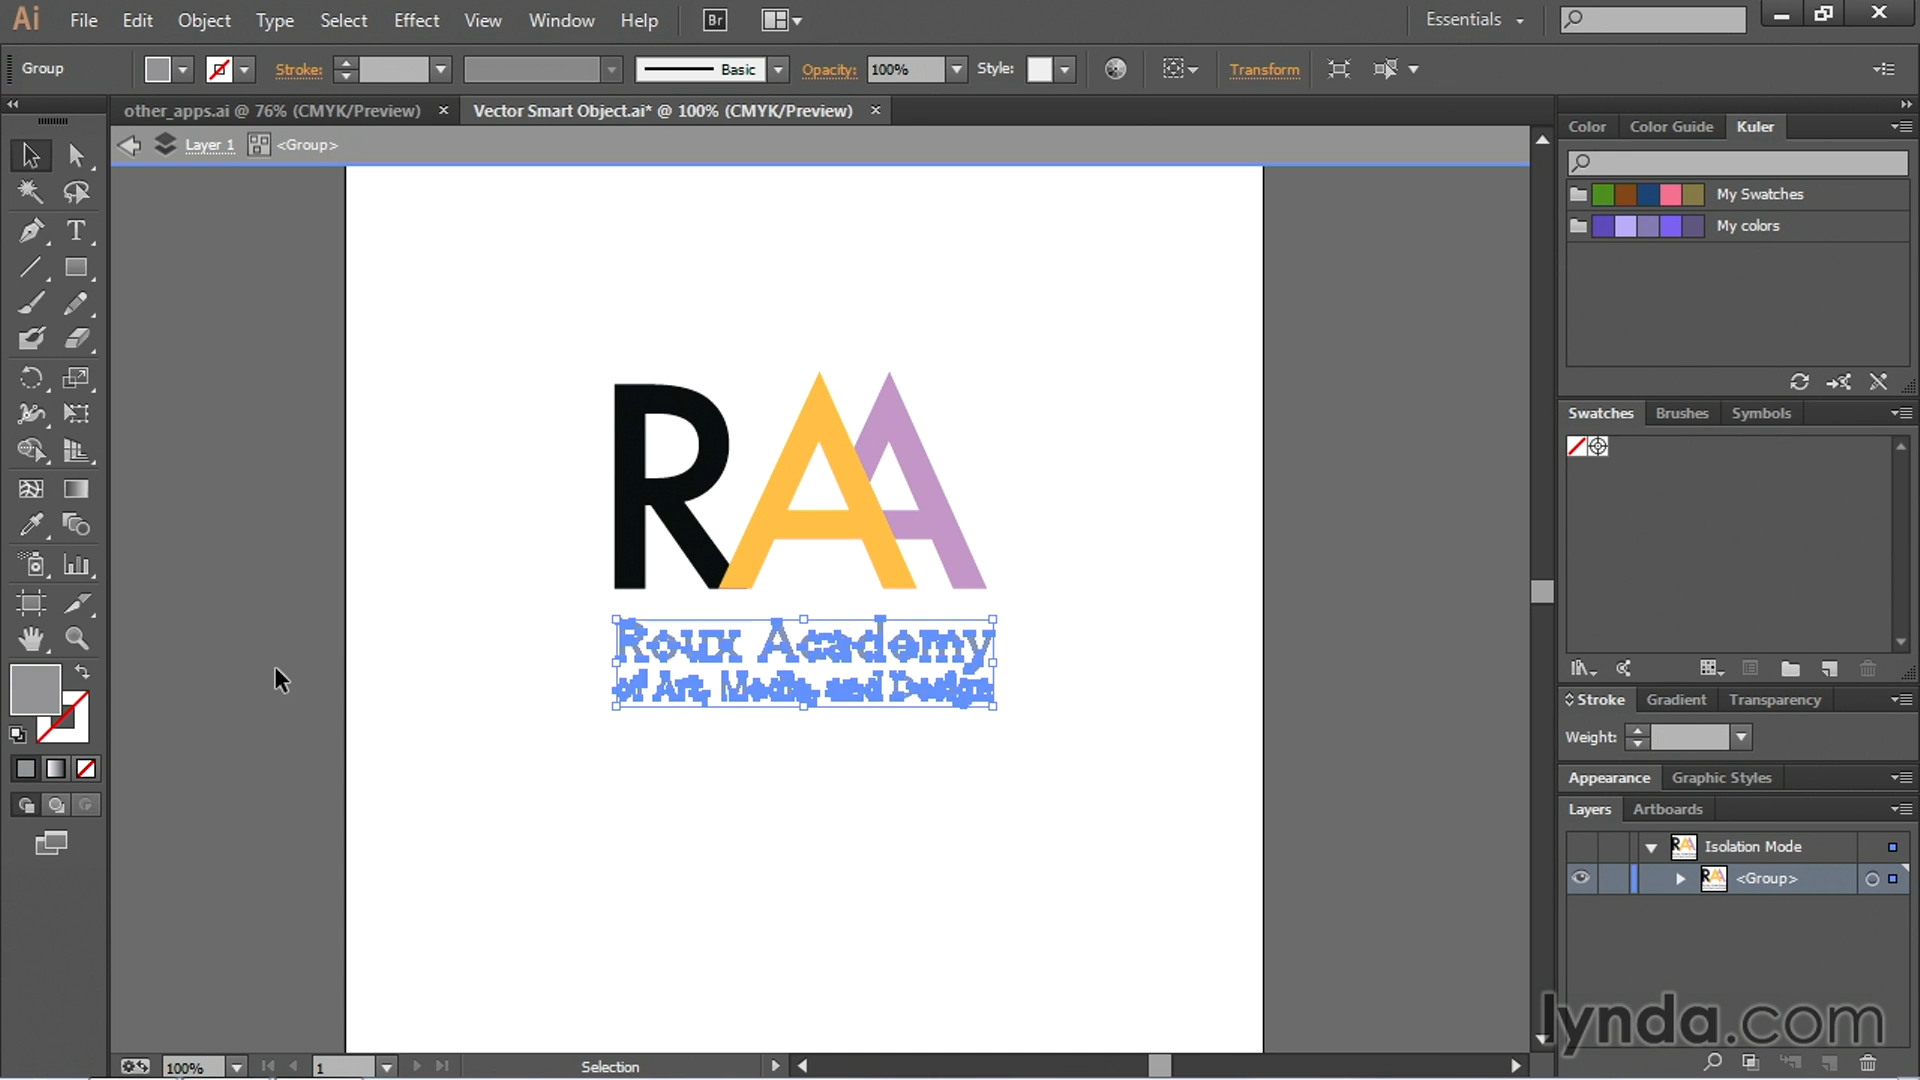 Ai File Edit Object Type Select Effect View Window Help Br Essentials
Group Stroke: Basic Opacity: 100% Style: Transform
other_apps.ai @ 76% (CMYK/Preview) Vector Smart Object.ai* @ 100% (CMYK/Preview)
Layer 1 <Group>
Color Color Guide Kuler
My Swatches
My colors
Swatches Brushes Symbols
RAA
Roux Academy
of Art, Media, and Design
Stroke Gradient Transparency
Weight:
Appearance Graphic Styles
Layers Artboards
Isolation Mode
<Group>
lynda.com
100% 1 Selection